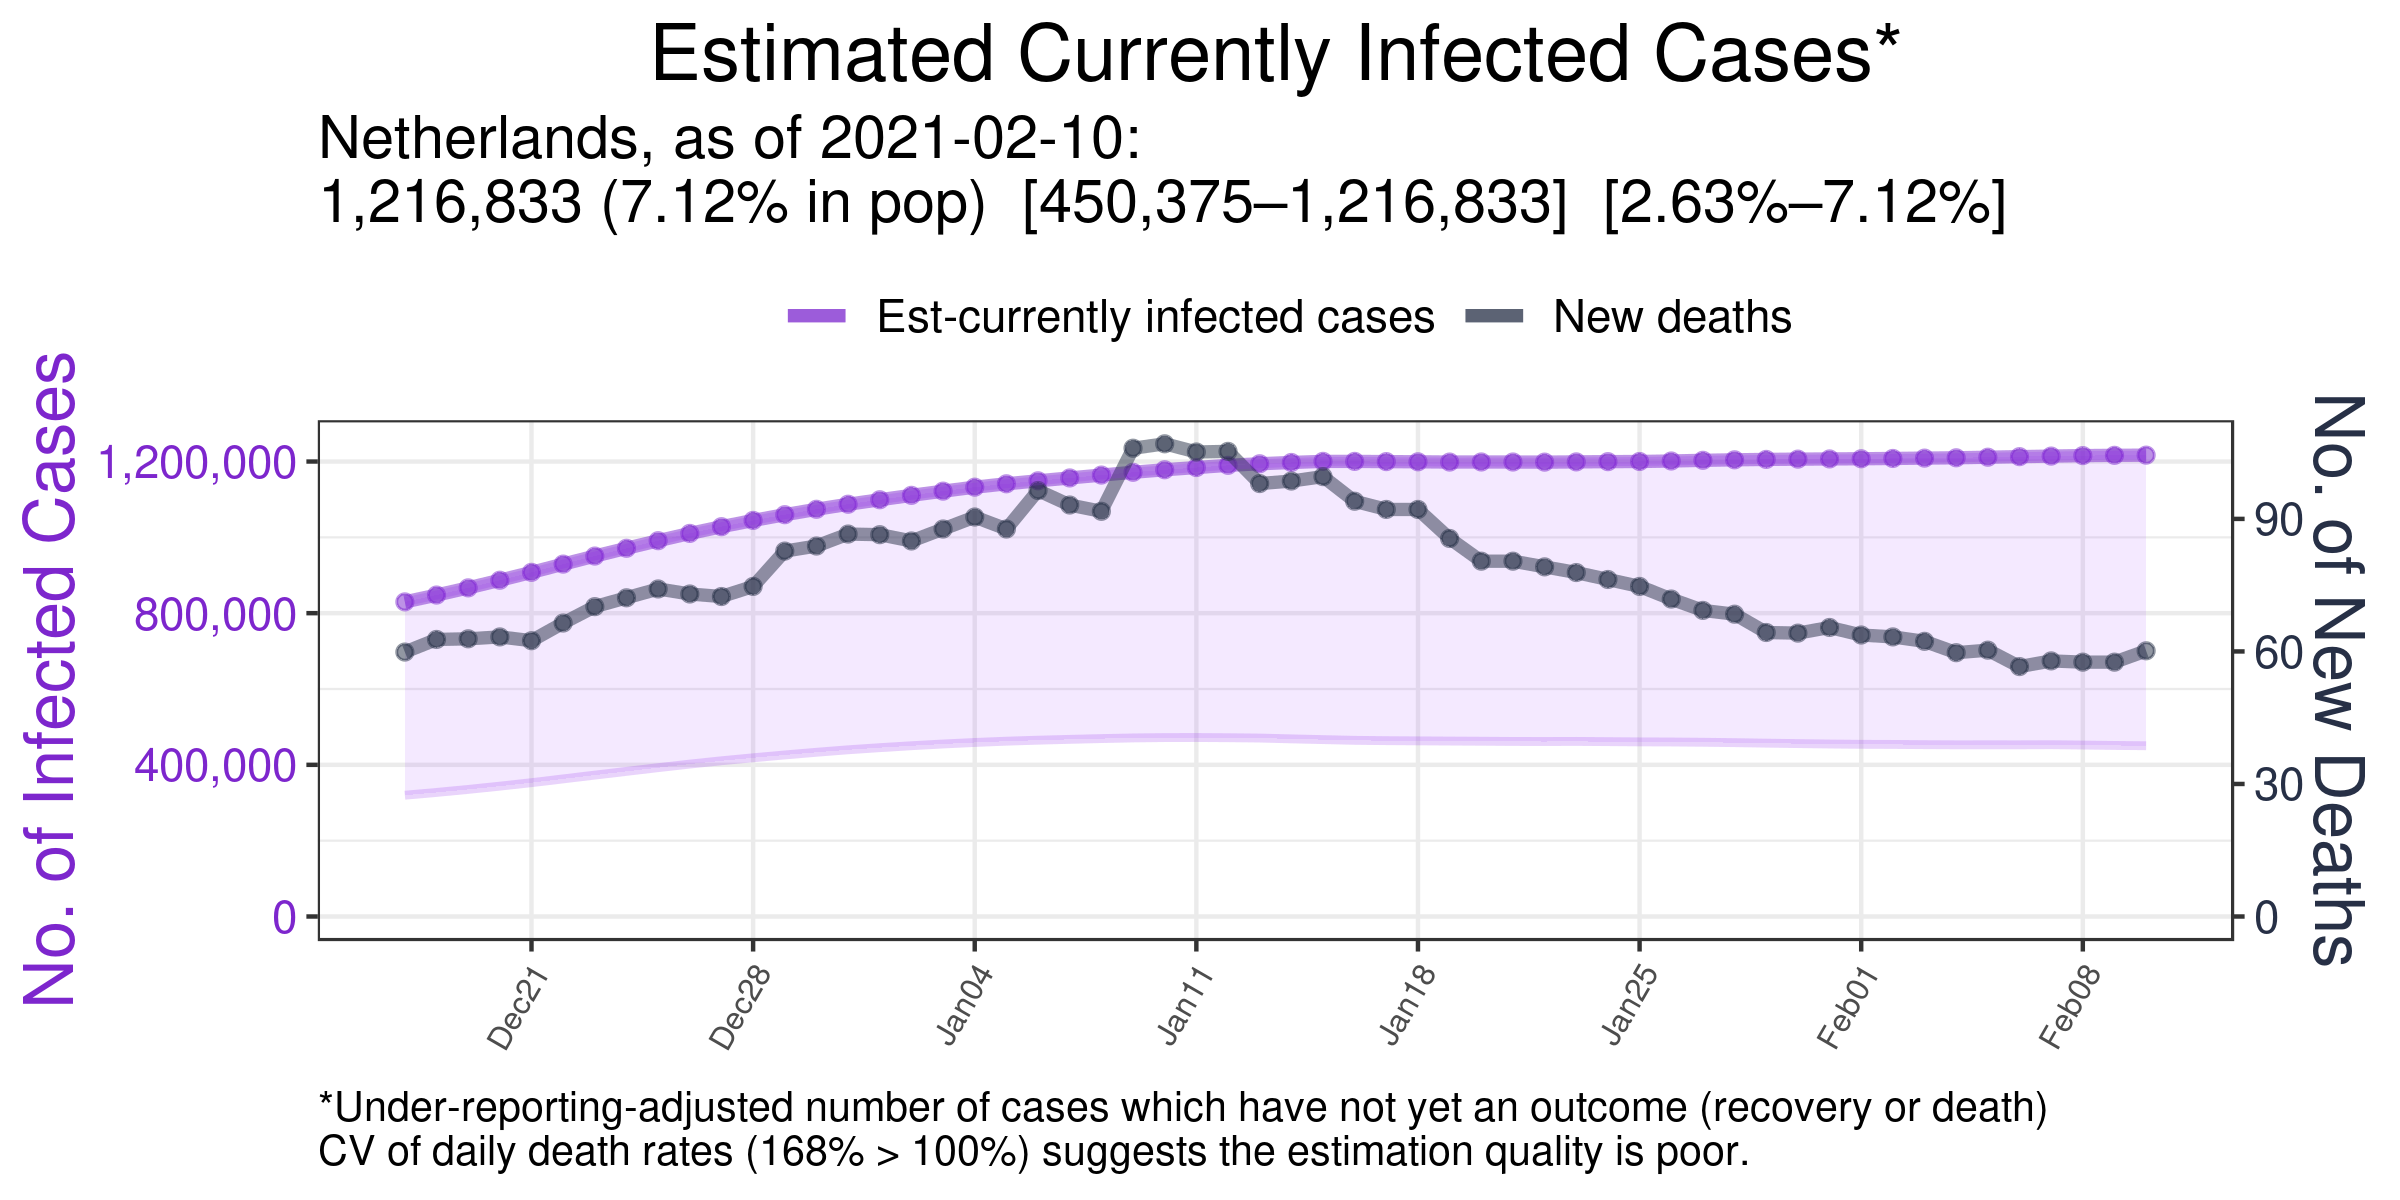 Estimated Currently Infected Cases*
Netherlands, as of 2021-02-10:
1,216,833 (7.12% in pop)  [450,375–1,216,833]  [2.63%–7.12%]
Est-currently infected cases
New deaths
No. of Infected Cases
1,200,000
800,000
400,000
0
90
60
30
0
No. of New Deaths
Dec21
Dec28
Jan04
Jan11
Jan18
Jan25
Feb01
Feb08
*Under-reporting-adjusted number of cases which have not yet an outcome (recovery or death)
CV of daily death rates (168% > 100%) suggests the estimation quality is poor.